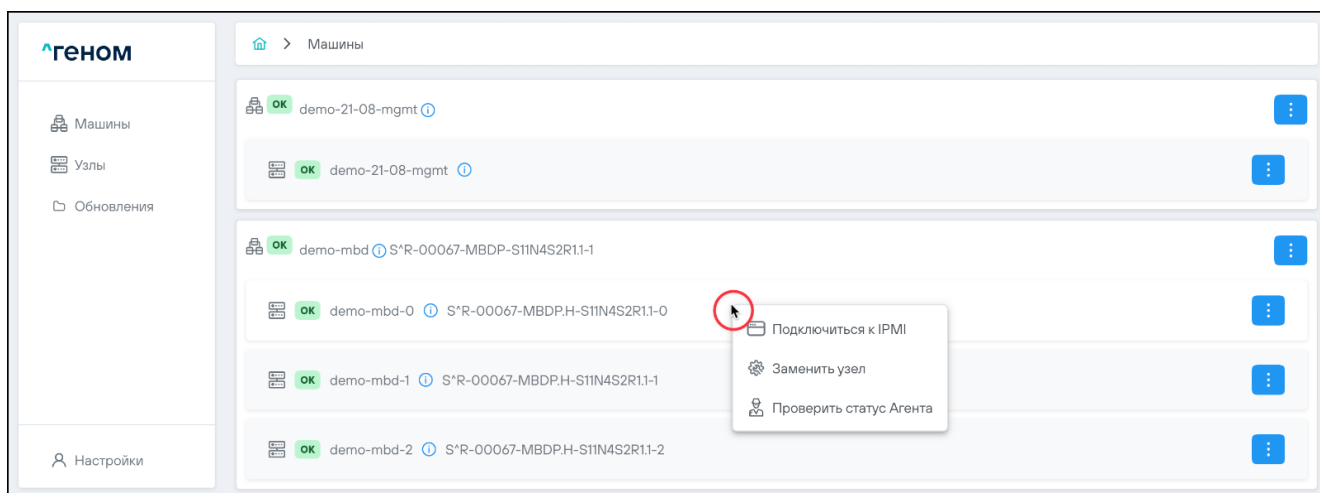 ^геном
Машины
Узлы
Обновления
Настройки
Машины
OK demo-21-08-mgmt
OK demo-21-08-mgmt
OK demo-mbd S^R-00067-MBDP-S11N4S2R1.1-1
OK demo-mbd-0 S^R-00067-MBDP.H-S11N4S2R1.1-0
OK demo-mbd-1 S^R-00067-MBDP.H-S11N4S2R1.1-1
OK demo-mbd-2 S^R-00067-MBDP.H-S11N4S2R1.1-2
Подключиться к IPMI
Заменить узел
Проверить статус Агента